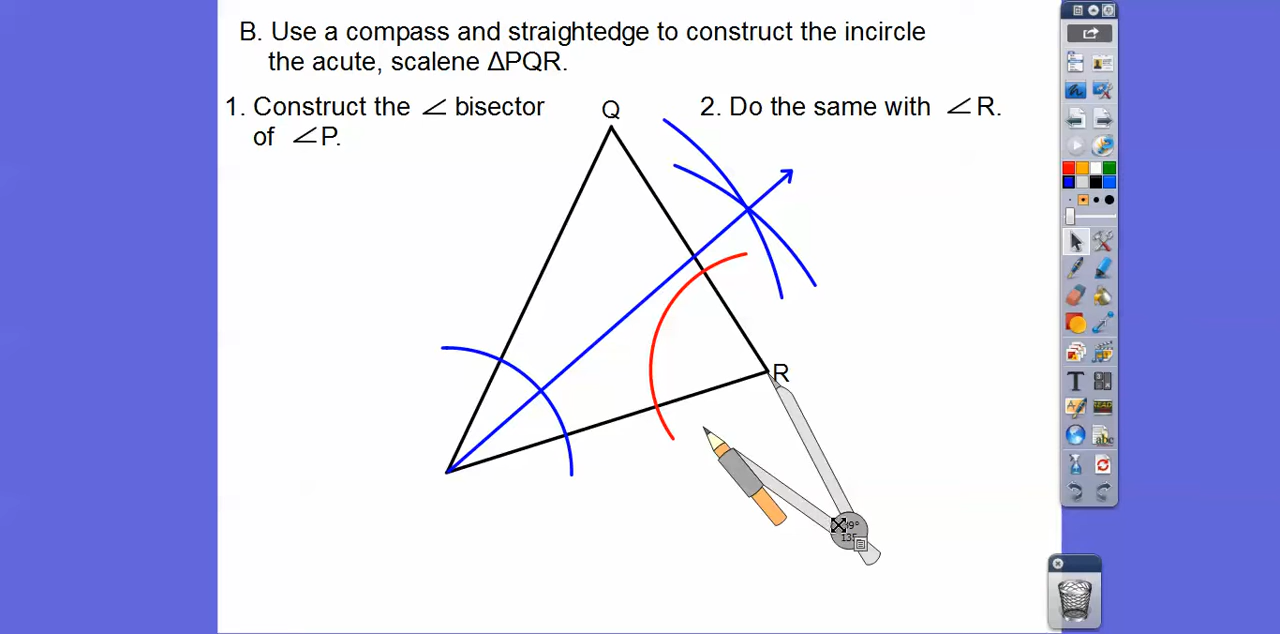 B. Use a compass and straightedge to construct the incircle
the acute, scalene ΔPQR.
1. Construct the ∠ bisector
of ∠P.
Q
2. Do the same with ∠R.
R